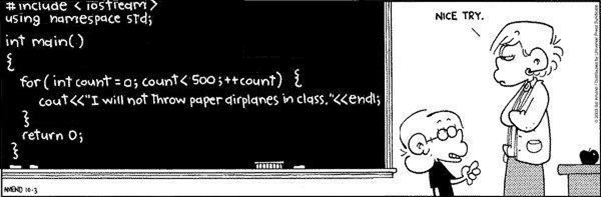 #include <iostream>
using namespace std;
int main()
{
for (int count = 0; count < 500; ++count) {
cout<<"I will not throw paper airplanes in class."<<endl;
}
return 0;
}
NICE TRY.
AMEND 10-3